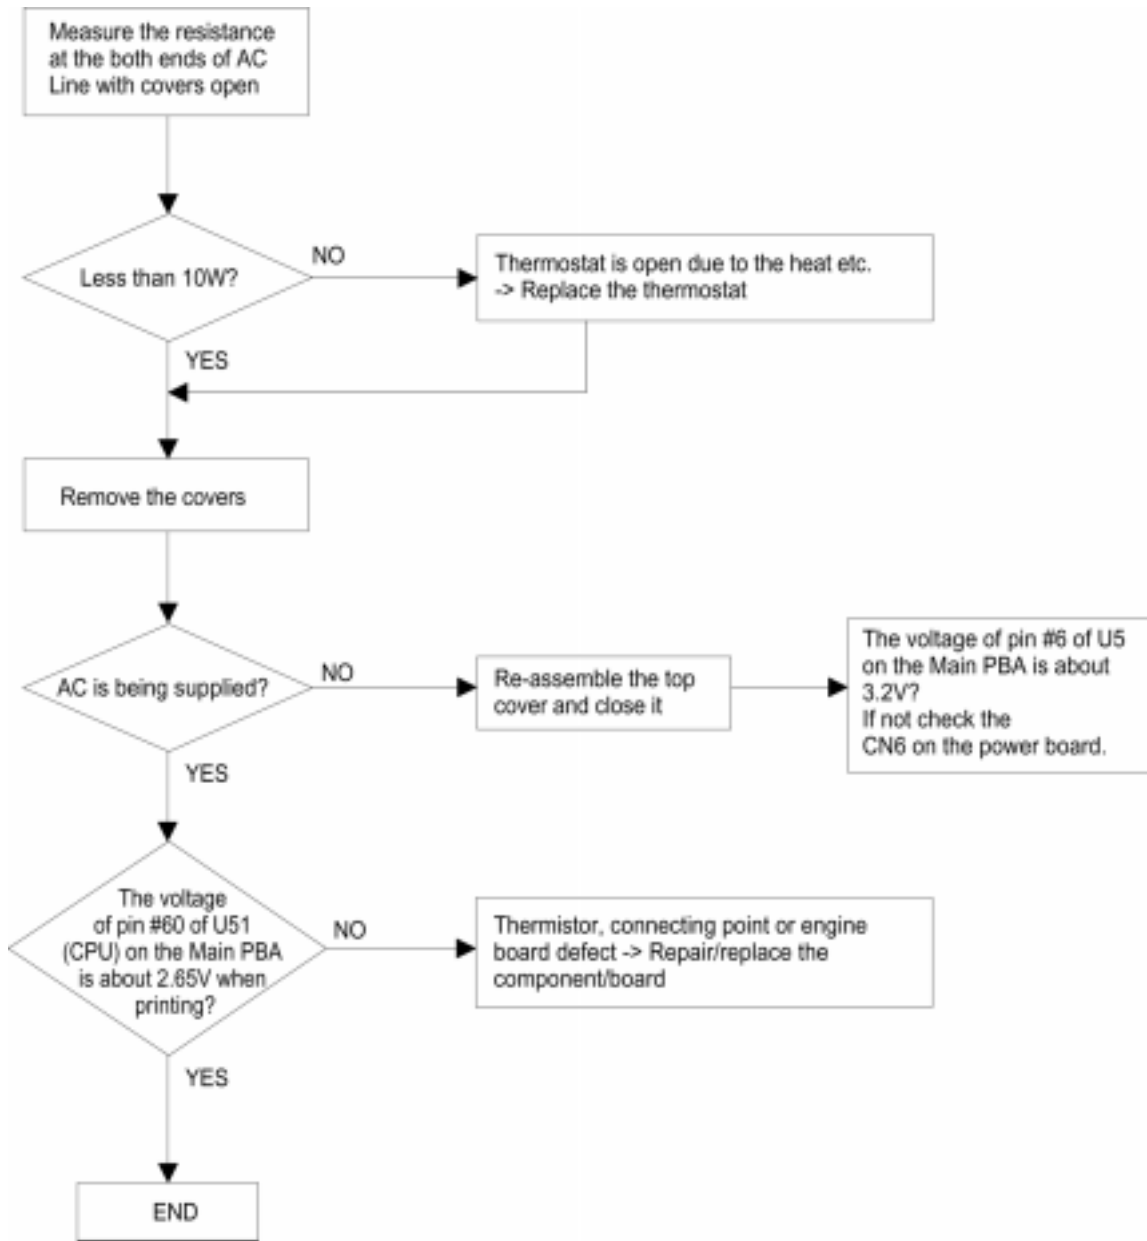 Measure the resistance
at the both ends of AC
Line with covers open
Less than 10W?
NO
Thermostat is open due to the heat etc.
-> Replace the thermostat
YES
Remove the covers
AC is being supplied?
NO
Re-assemble the top
cover and close it
The voltage of pin #6 of U5
on the Main PBA is about
3.2V?
If not check the
CN6 on the power board.
YES
The voltage
of pin #60 of U51
(CPU) on the Main PBA
is about 2.65V when
printing?
NO
Thermistor, connecting point or engine
board defect -> Repair/replace the
component/board
YES
END